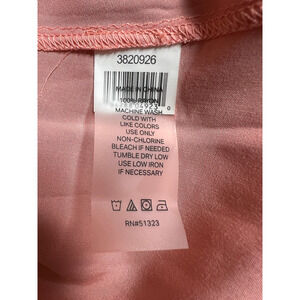 3820926
MADE IN CHINA
MACHINE WASH
COLD WITH
LIKE COLORS
USE ONLY
NON-CHLORINE
BLEACH IF NEEDED
TUMBLE DRY LOW
USE LOW IRON
IF NECESSARY
RN#51323